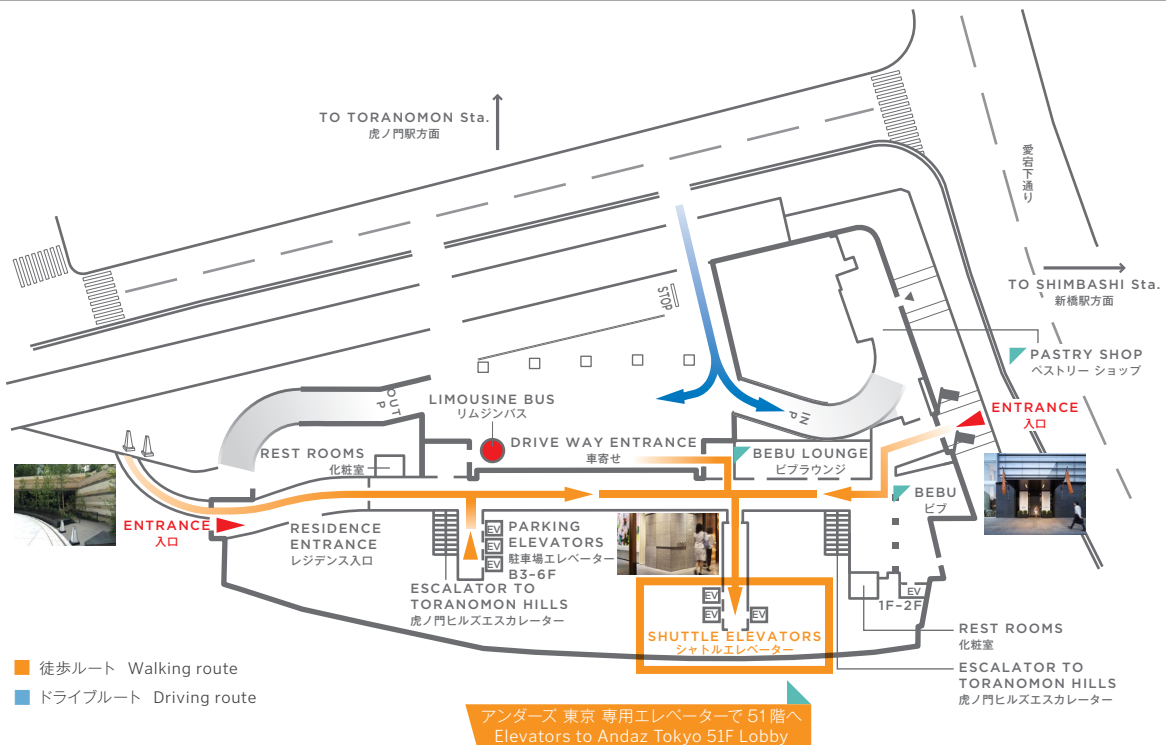 TO TORANOMON Sta.
虎ノ門駅方面
愛宕下通り
TO SHIMBASHI Sta.
新橋駅方面
STOP
PASTRY SHOP
ペストリー ショップ
OUT
P
LIMOUSINE BUS
リムジンバス
IN
P
ENTRANCE
入口
DRIVE WAY ENTRANCE
車寄せ
REST ROOMS
化粧室
BEBU LOUNGE
ビブラウンジ
BEBU
ビブ
ENTRANCE
入口
RESIDENCE
ENTRANCE
レジデンス入口
EV
EV
EV
PARKING
ELEVATORS
駐車場エレベーター
B3-6F
ESCALATOR TO
TORANOMON HILLS
虎ノ門ヒルズエスカレーター
EV
EV
EV
SHUTTLE ELEVATORS
シャトルエレベーター
EV
1F-2F
REST ROOMS
化粧室
ESCALATOR TO
TORANOMON HILLS
虎ノ門ヒルズエスカレーター
徒歩ルート Walking route
ドライブルート Driving route
アンダーズ 東京 専用エレベーターで 51 階へ
Elevators to Andaz Tokyo 51F Lobby